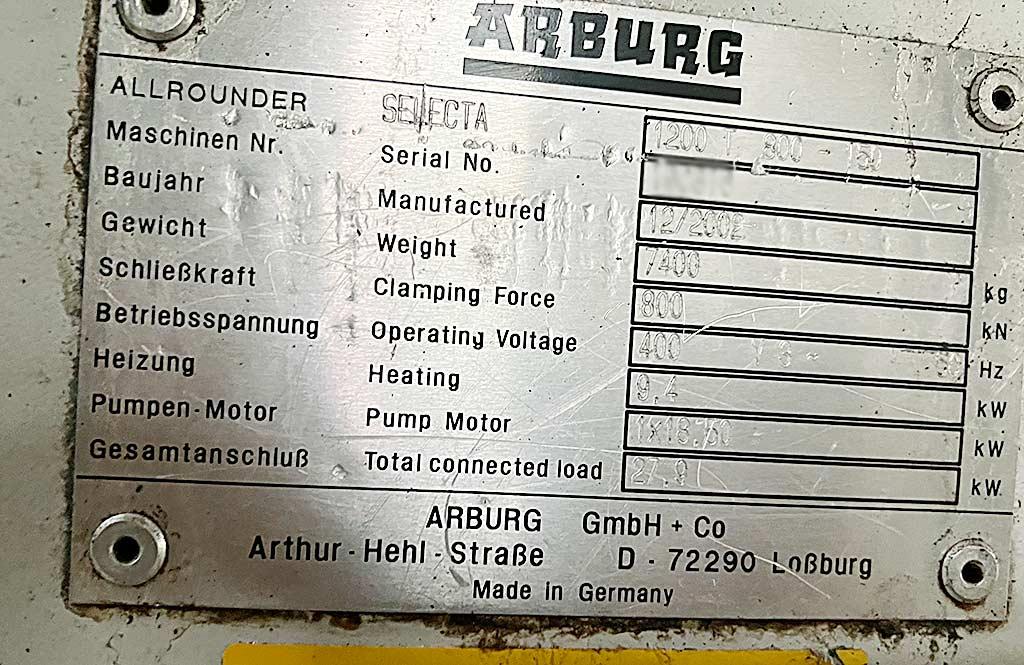 ARBURG
ALLROUNDER SELECTA 1200 T 800 - 150
Maschinen Nr. Serial No.
Baujahr Manufactured 12/2002
Gewicht Weight 7400 kg
Schließkraft Clamping Force 800 kN
Betriebsspannung Operating Voltage 400 Hz
Heizung Heating 9,4 kW
Pumpen-Motor Pump Motor kW
Gesamtanschluß Total connected load 27,9 kW
ARBURG GmbH + Co
Arthur - Hehl - Straße D - 72290 Loßburg
Made in Germany